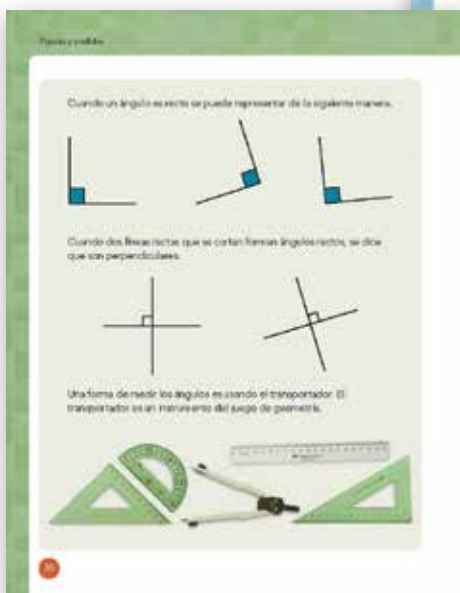 Figuras y medidas
Cuando un ángulo es recto se puede representar de la siguiente manera.
Cuando dos líneas rectas que se cortan forman ángulos rectos, se dice
que son perpendiculares.
Una forma de medir los ángulos es usando el transportador. El
transportador es un instrumento del juego de geometría.